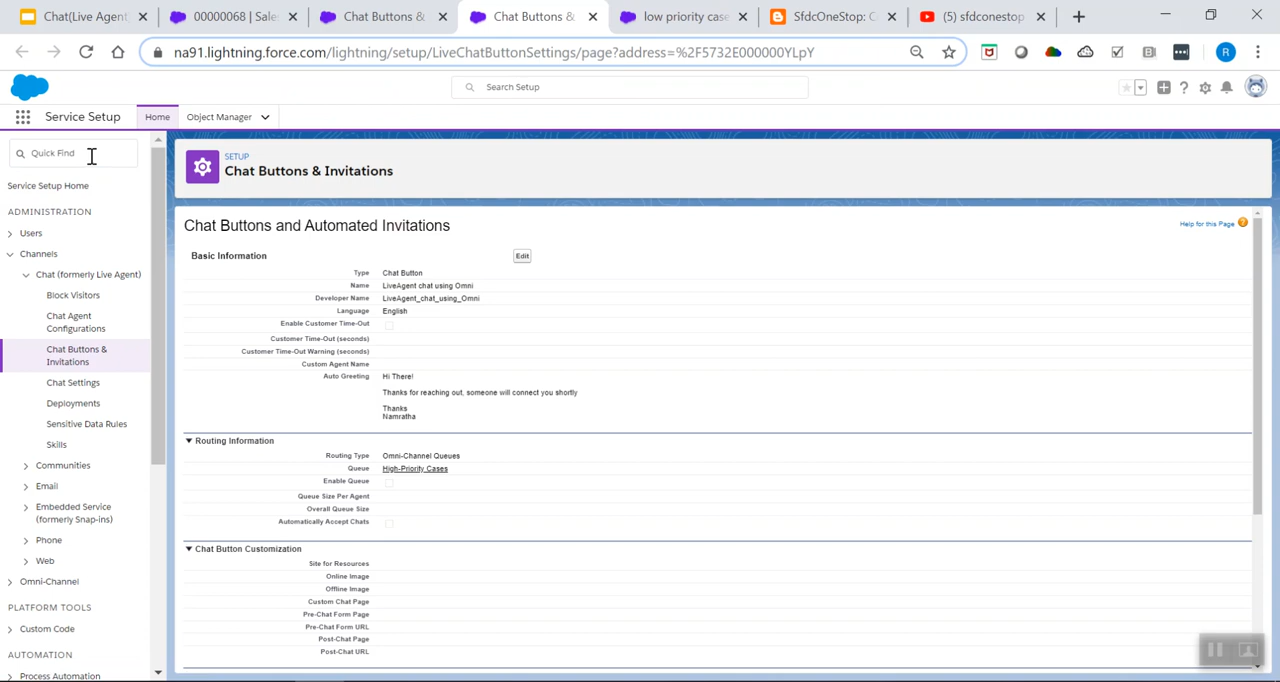 Chat(Live Agent)
00000068 | Sales
Chat Buttons &
Chat Buttons &
low priority case
SfdcOneStop: C
(5) sfdconestop
na91.lightning.force.com/lightning/setup/LiveChatButtonSettings/page?address=%2F5732E000000YLpY
R
Search Setup
Service Setup
Home
Object Manager
Quick Find
Service Setup Home
ADMINISTRATION
Users
Channels
Chat (formerly Live Agent)
Block Visitors
Chat Agent
Configurations
Chat Buttons &
Invitations
Chat Settings
Deployments
Sensitive Data Rules
Skills
Communities
Email
Embedded Service
(formerly Snap-ins)
Phone
Web
Omni-Channel
PLATFORM TOOLS
Custom Code
AUTOMATION
Process Automation
SETUP
Chat Buttons & Invitations
Chat Buttons and Automated Invitations
Help for this Page
Basic Information
Edit
Type Chat Button
Name LiveAgent chat using Omni
Developer Name LiveAgent_chat_using_Omni
Language English
Enable Customer Time-Out
Customer Time-Out (seconds)
Customer Time-Out Warning (seconds)
Custom Agent Name
Auto Greeting Hi There!
Thanks for reaching out, someone will connect you shortly
Thanks
Namratha
Routing Information
Routing Type Omni-Channel Queues
Queue High-Priority Cases
Enable Queue
Queue Size Per Agent
Overall Queue Size
Automatically Accept Chats
Chat Button Customization
Site for Resources
Online Image
Offline Image
Custom Chat Page
Pre-Chat Form Page
Pre-Chat Form URL
Post-Chat Page
Post-Chat URL